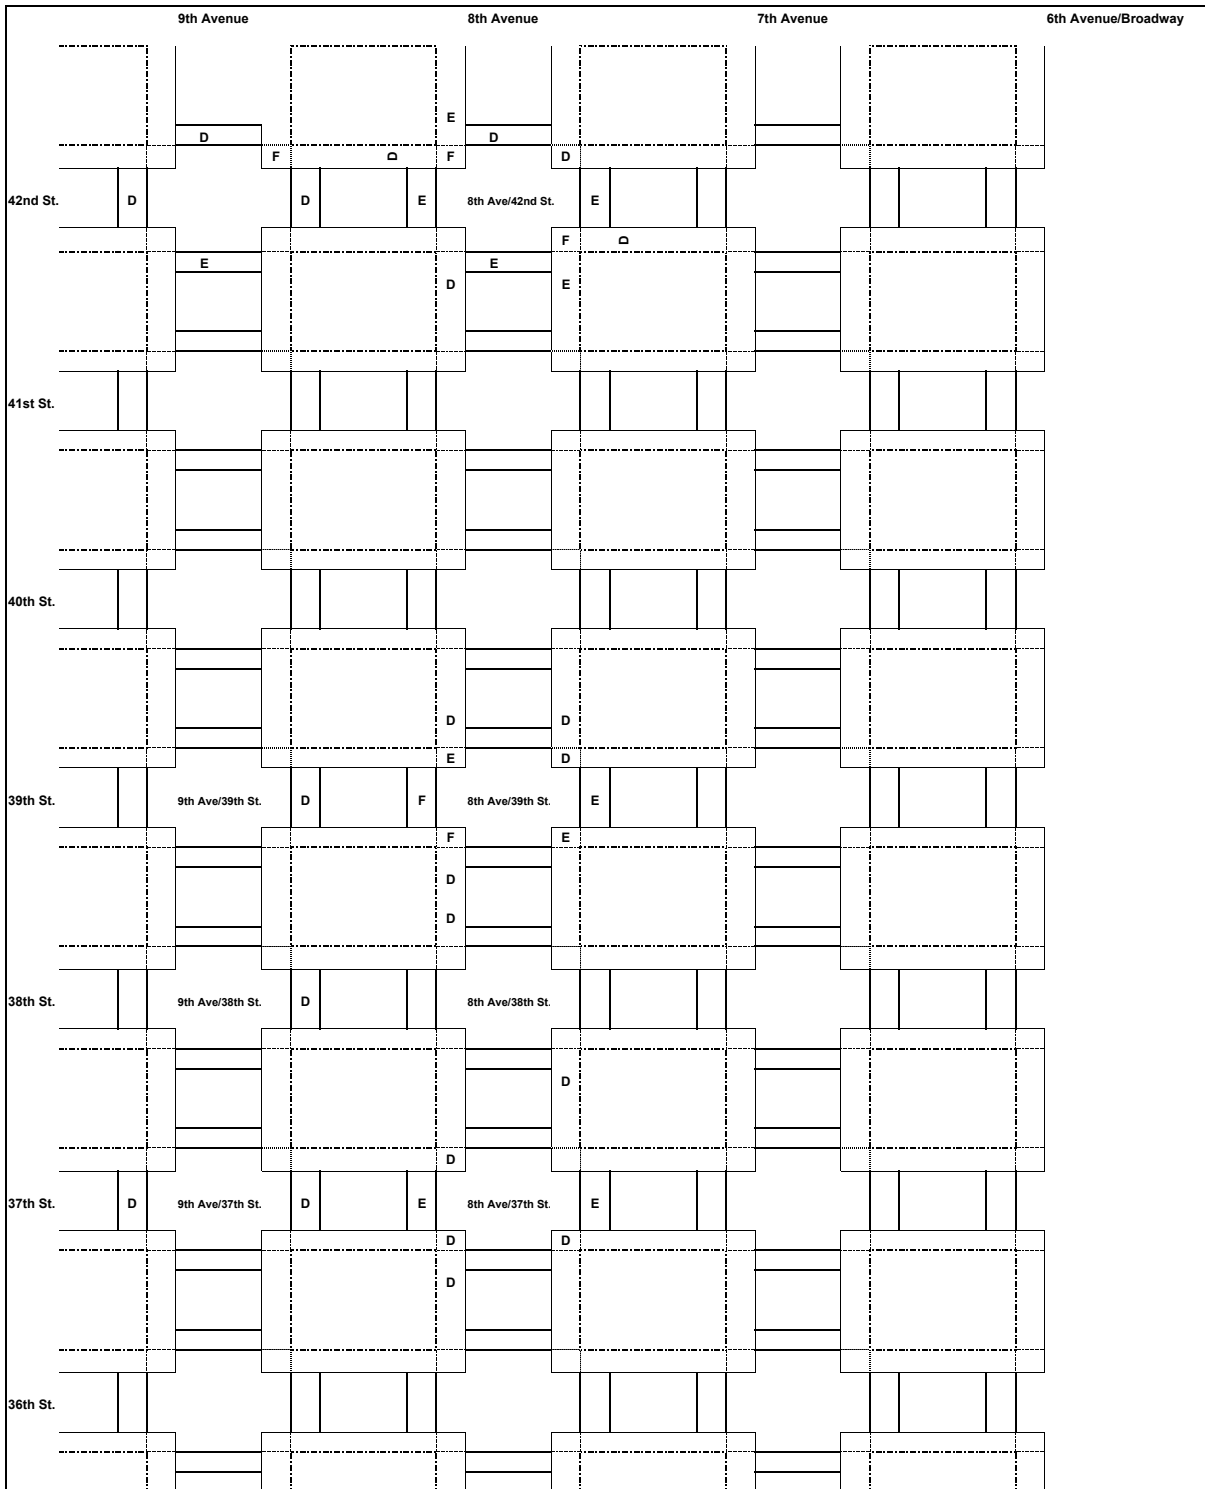 9th Avenue 8th Avenue 7th Avenue 6th Avenue/Broadway
E
D D
F D F D
42nd St. D D E 8th Ave/42nd St. E
F D
E E
D E
41st St.
40th St.
D D
E D
39th St. 9th Ave/39th St. D F 8th Ave/39th St. E
F E
D
D
38th St. 9th Ave/38th St. D 8th Ave/38th St.
D
D
37th St. D 9th Ave/37th St. D E 8th Ave/37th St. E
D D
D
36th St.